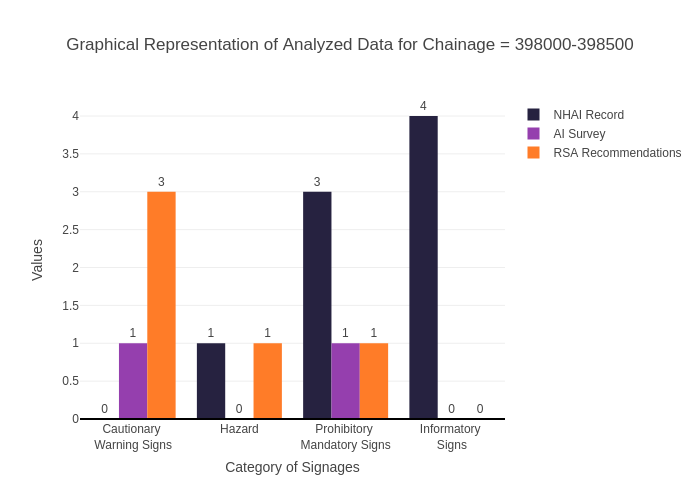 Graphical Representation of Analyzed Data for Chainage = 398000-398500
NHAI Record
AI Survey
RSA Recommendations
Values
4
3.5
3
2.5
2
1.5
1
0.5
0
0
1
3
1
0
1
3
1
1
4
0
0
Cautionary
Warning Signs
Hazard
Prohibitory
Mandatory Signs
Informatory
Signs
Category of Signages